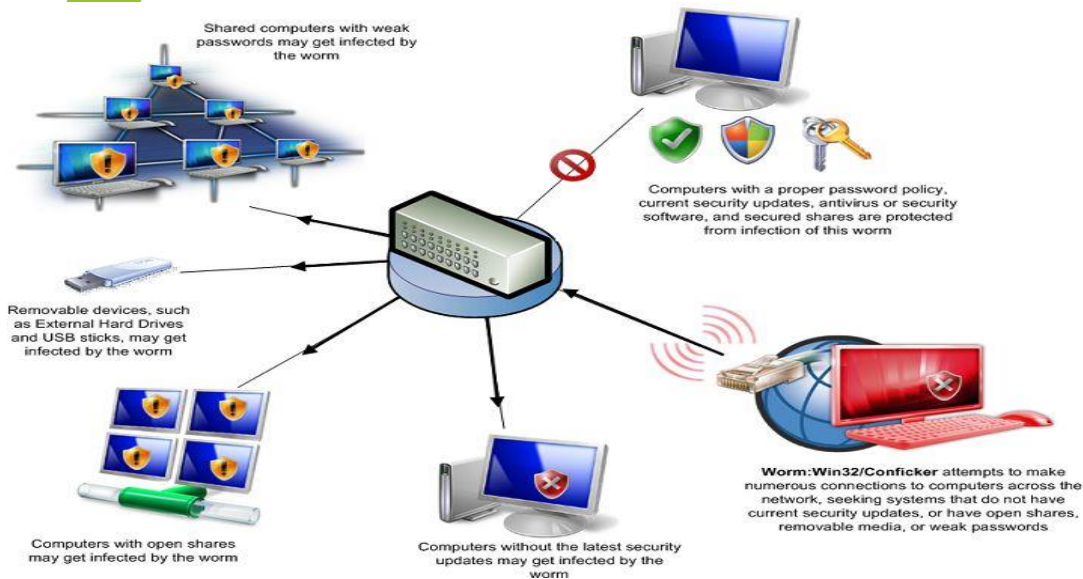 Shared computers with weak
passwords may get infected by
the worm
Computers with a proper password policy,
current security updates, antivirus or security
software, and secured shares are protected
from infection of this worm
Removable devices, such
as External Hard Drives
and USB sticks, may get
infected by the worm
Worm:Win32/Conficker attempts to make
numerous connections to computers across the
network, seeking systems that do not have
current security updates, or have open shares,
removable media, or weak passwords
Computers with open shares
may get infected by the worm
Computers without the latest security
updates may get infected by the
worm